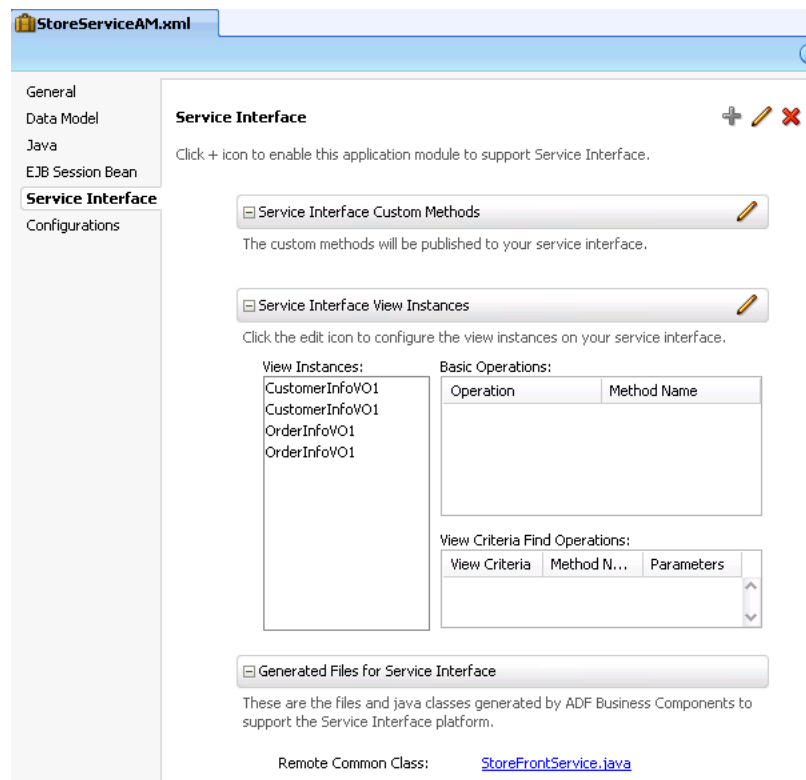 StoreServiceAM.xml
General
Data Model
Java
EJB Session Bean
Service Interface
Configurations
Service Interface
Click + icon to enable this application module to support Service Interface.
Service Interface Custom Methods
The custom methods will be published to your service interface.
Service Interface View Instances
Click the edit icon to configure the view instances on your service interface.
View Instances:
CustomerInfoVO1
CustomerInfoVO1
OrderInfoVO1
OrderInfoVO1
Basic Operations:
Operation Method Name
View Criteria Find Operations:
View Criteria Method N... Parameters
Generated Files for Service Interface
These are the files and java classes generated by ADF Business Components to
support the Service Interface platform.
Remote Common Class: StoreFrontService.java